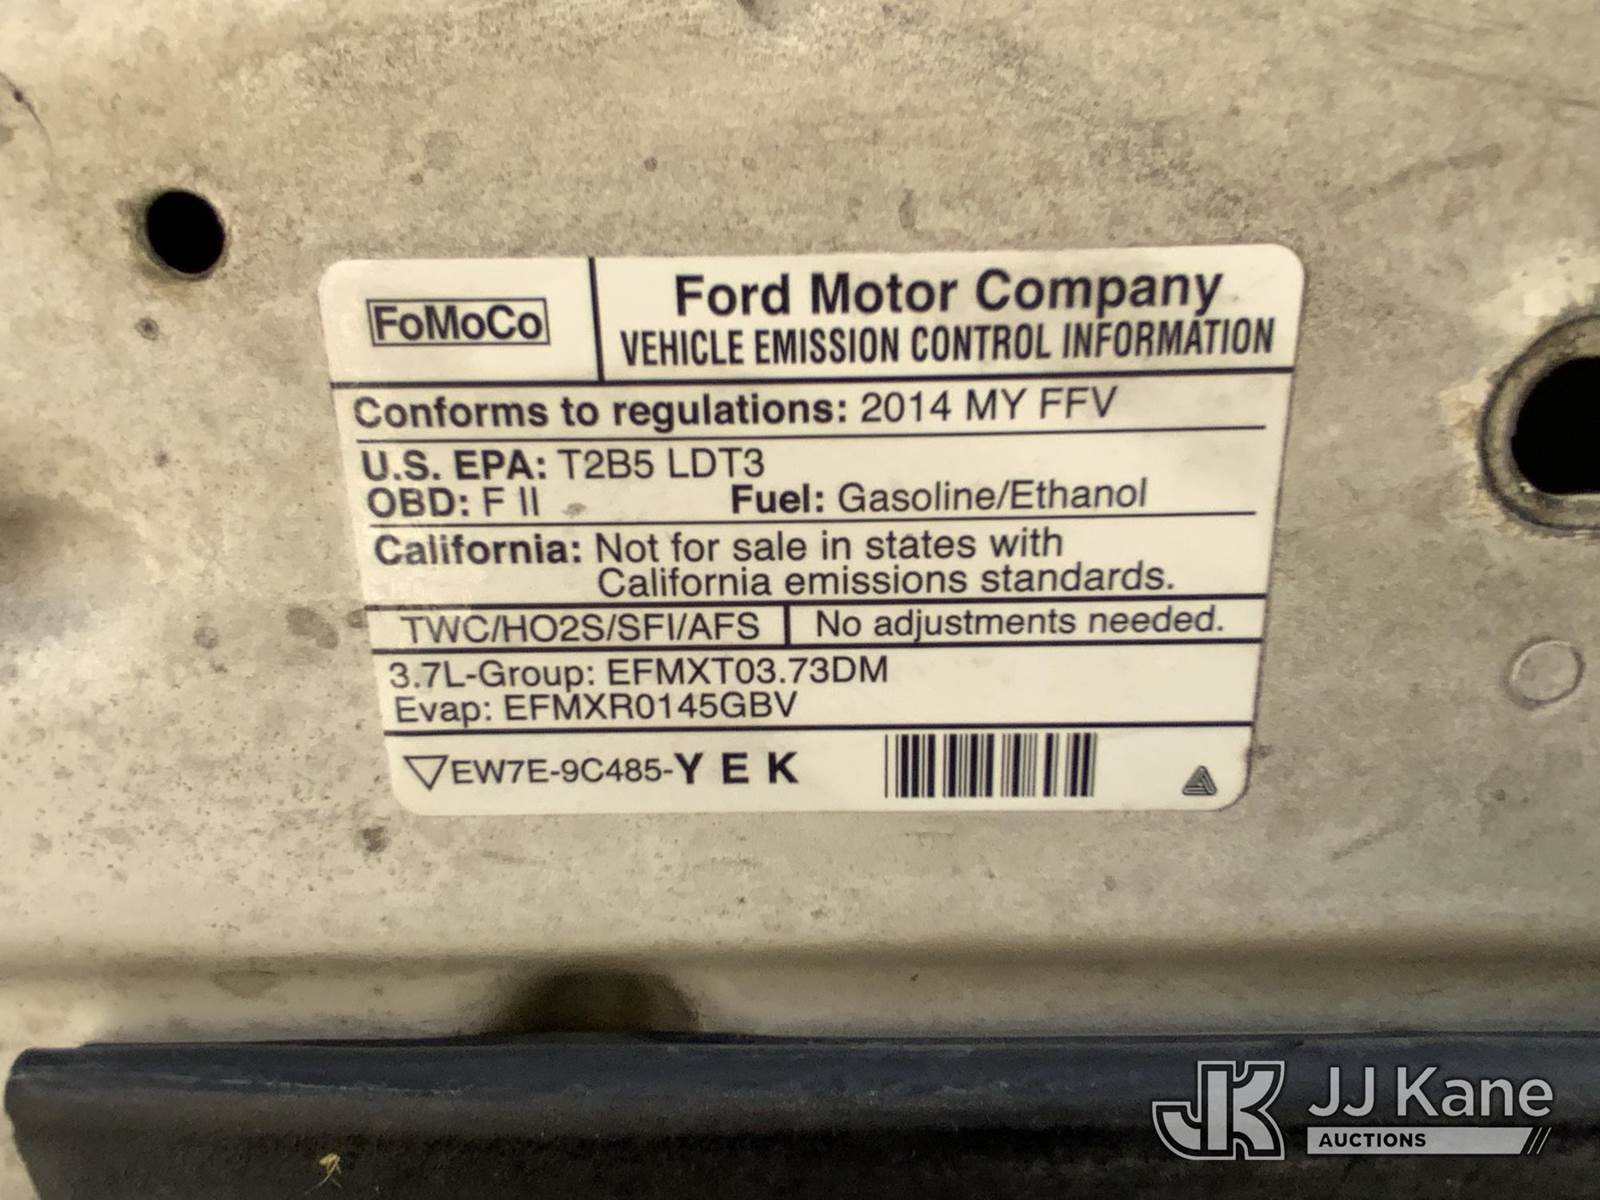 FoMoCo
Ford Motor Company
VEHICLE EMISSION CONTROL INFORMATION
Conforms to regulations: 2014 MY FFV
U.S. EPA: T2B5 LDT3
OBD: F II Fuel: Gasoline/Ethanol
California: Not for sale in states with
California emissions standards.
TWC/HO2S/SFI/AFS No adjustments needed.
3.7L-Group: EFMXT03.73DM
Evap: EFMXR0145GBV
EW7E-9C485-Y E K
JK JJ Kane
AUCTIONS